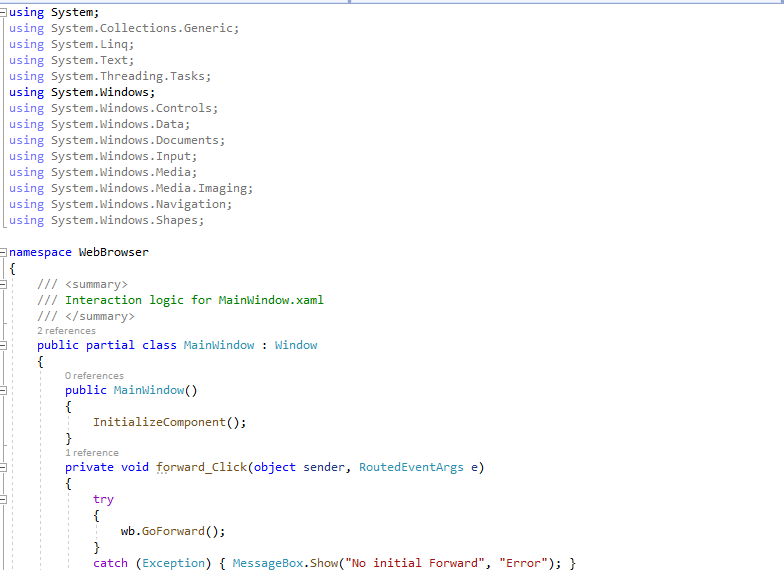 using System;
using System.Collections.Generic;
using System.Linq;
using System.Text;
using System.Threading.Tasks;
using System.Windows;
using System.Windows.Controls;
using System.Windows.Data;
using System.Windows.Documents;
using System.Windows.Input;
using System.Windows.Media;
using System.Windows.Media.Imaging;
using System.Windows.Navigation;
using System.Windows.Shapes;
namespace WebBrowser
{
/// <summary>
/// Interaction logic for MainWindow.xaml
/// </summary>
2 references
public partial class MainWindow : Window
{
0 references
public MainWindow()
{
InitializeComponent();
}
1 reference
private void forward_Click(object sender, RoutedEventArgs e)
{
try
{
wb.GoForward();
}
catch (Exception) { MessageBox.Show("No initial Forward", "Error"); }